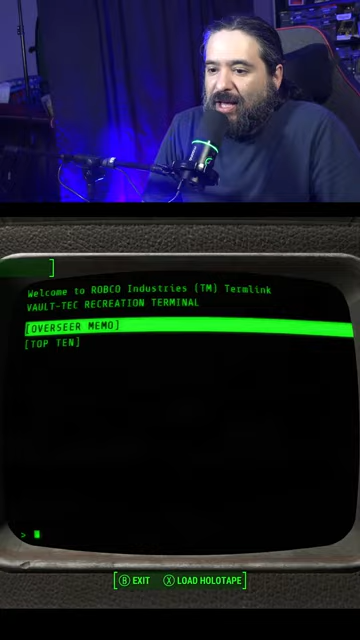 ]
Welcome to ROBCO Industries (TM) Termlink
VAULT-TEC RECREATION TERMINAL
[OVERSEER MEMO]
[TOP TEN]
>
[Ⓑ EXIT Ⓧ LOAD HOLOTAPE]